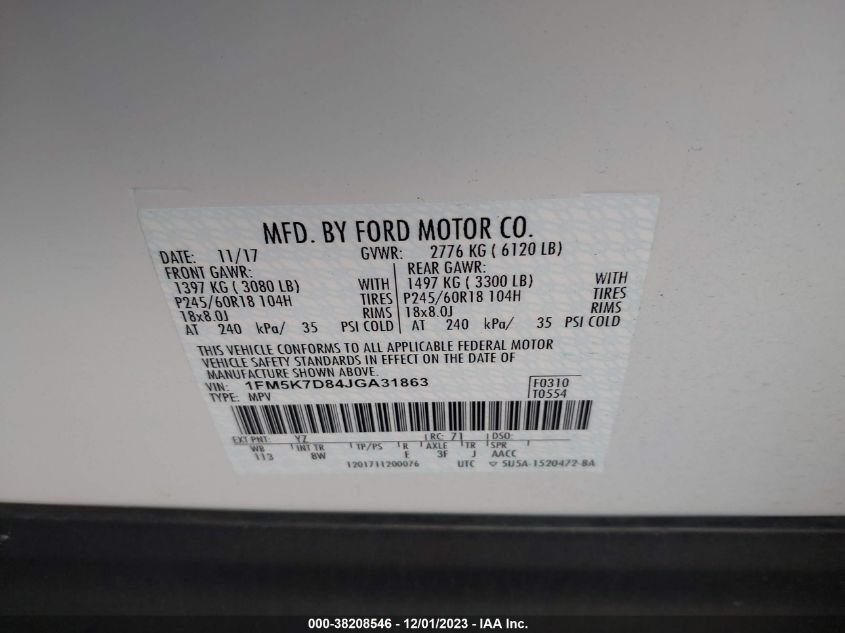 MFD. BY FORD MOTOR CO.
DATE: 11/17 GVWR: 2776 KG ( 6120 LB)
FRONT GAWR: REAR GAWR:
1397 KG ( 3080 LB) WITH 1497 KG ( 3300 LB) WITH
P245/60R18 104H TIRES P245/60R18 104H TIRES
18x8.0J RIMS 18x8.0J RIMS
AT 240 kPa/ 35 PSI COLD AT 240 kPa/ 35 PSI COLD
THIS VEHICLE CONFORMS TO ALL APPLICABLE FEDERAL MOTOR
VEHICLE SAFETY STANDARDS IN EFFECT ON THE DATE OF
MANUFACTURE SHOWN ABOVE.
VIN: 1FM5K7D84JGA31863 F0310
TYPE: MPV T0554
EXT PNT: YZ RC: 71 DSO:
WB INT TR TP/PS R AXLE TR SPR
113 8W E 3F J AACC
1201711200076 UTC ▽ 5U5A-1520472-BA
000-38208546 - 12/01/2023 - IAA Inc.